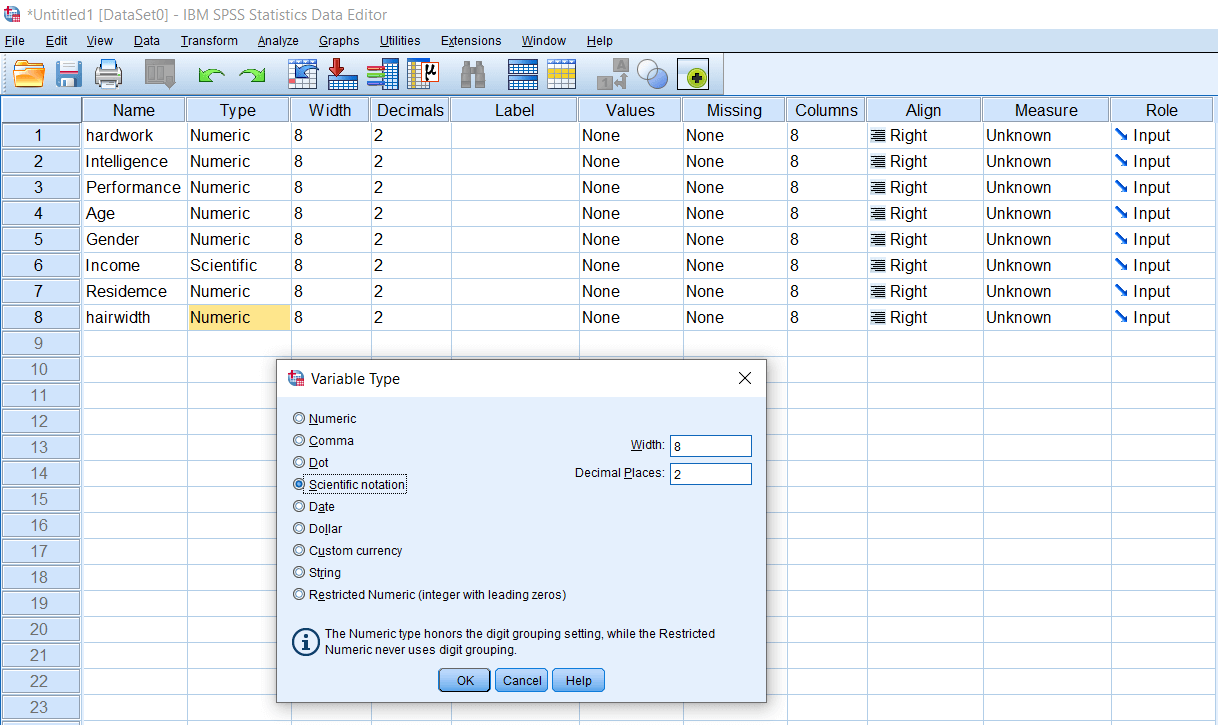 *Untitled1 [DataSet0] - IBM SPSS Statistics Data Editor
File Edit View Data Transform Analyze Graphs Utilities Extensions Window Help
Name Type Width Decimals Label Values Missing Columns Align Measure Role
1 hardwork Numeric 8 2 None None 8 Right Unknown Input
2 Intelligence Numeric 8 2 None None 8 Right Unknown Input
3 Performance Numeric 8 2 None None 8 Right Unknown Input
4 Age Numeric 8 2 None None 8 Right Unknown Input
5 Gender Numeric 8 2 None None 8 Right Unknown Input
6 Income Scientific 8 2 None None 8 Right Unknown Input
7 Residemce Numeric 8 2 None None 8 Right Unknown Input
8 hairwidth Numeric 8 2 None None 8 Right Unknown Input
9
10
11
12
13
14
15
16
17
18
19
20
21
22
23
Variable Type
Numeric
Comma
Dot
Scientific notation
Date
Dollar
Custom currency
String
Restricted Numeric (integer with leading zeros)
Width: 8
Decimal Places: 2
The Numeric type honors the digit grouping setting, while the Restricted
Numeric never uses digit grouping.
OK Cancel Help